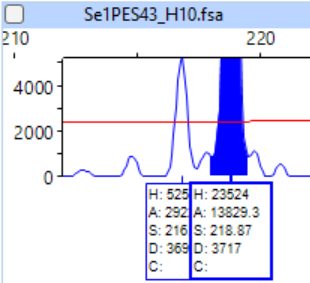 Se1PES43_H10.fsa
210 220
4000
2000
0
H: 525 H: 23524
A: 292 A: 13829.3
S: 216 S: 218.87
D: 369 D: 3717
C: C: